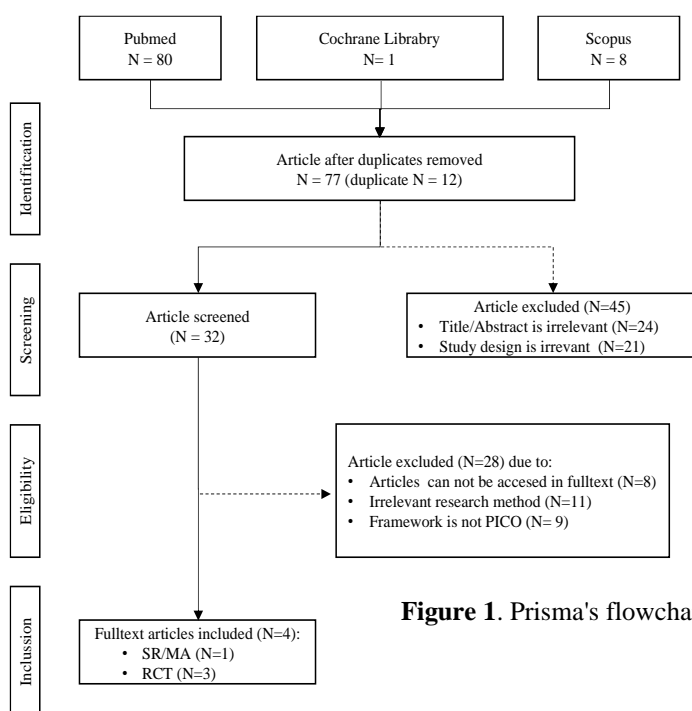 Pubmed
N = 80
Cochrane Librabry
N= 1
Scopus
N = 8
Identifitcation
Article after duplicates removed
N = 77 (duplicate N = 12)
Screening
Article screened
(N = 32)
Article excluded (N=45)
• Title/Abstract is irrelevant (N=24)
• Study design is irrevant (N=21)
Eligibility
Article excluded (N=28) due to:
• Articles can not be accesed in fulltext (N=8)
• Irrelevant research method (N=11)
• Framework is not PICO (N= 9)
Inclussion
Fulltext articles included (N=4):
• SR/MA (N=1)
• RCT (N=3)
Figure 1. Prisma's flowcha